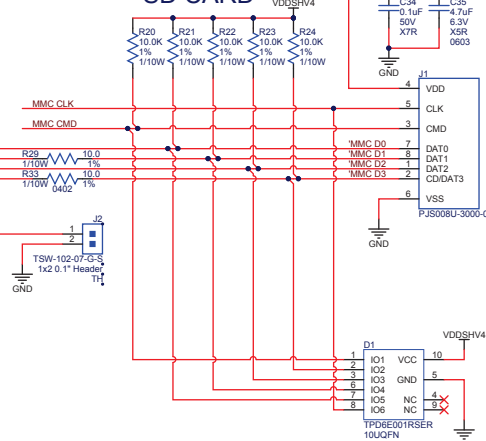 SD CARD
VDDSHV4
R20 R21 R22 R23 R24
10.0K 10.0K 10.0K 10.0K 10.0K
1% 1% 1% 1% 1%
1/10W 1/10W 1/10W 1/10W 1/10W
C34 C35
0.1uF 4.7uF
50V 6.3V
X7R X5R
0603
GND
J1
4 VDD
MMC CLK 5 CLK
MMC CMD 3 CMD
'MMC D0 7 DAT0
'MMC D1 8 DAT1
'MMC D2 1 DAT2
'MMC D3 2 CD/DAT3
6 VSS
PJS008U-3000-0
GND
R29 10.0
1/10W 1%
R33 10.0
1/10W 0402 1%
J2
1
2
TSW-102-07-G-S
1x2 0.1" Header
TH
GND
VDDSHV4
D1
1 IO1 VCC 10
2 IO2
3 IO3 GND 5
6 IO4
7 IO5 NC 4
8 IO6 NC 9
TPD6E001RSER
10UQFN